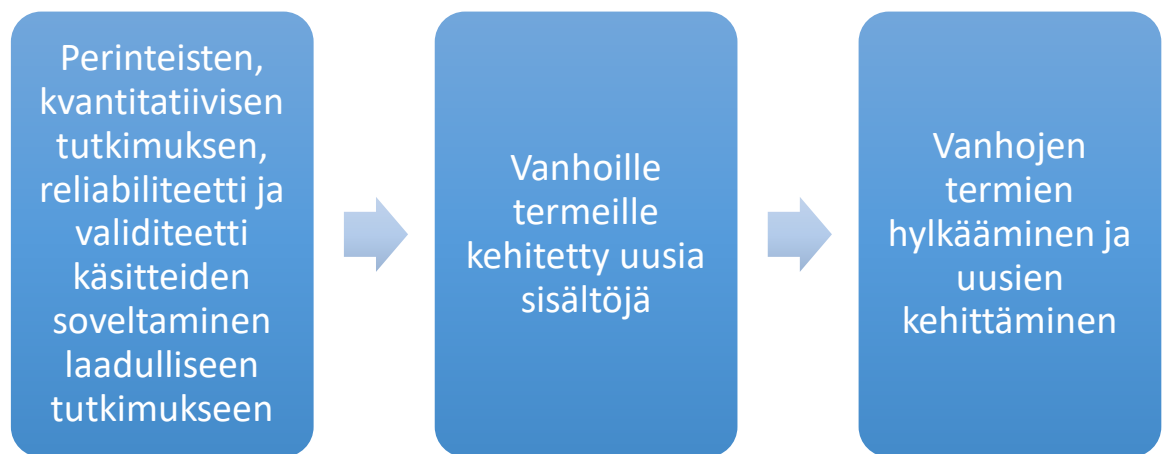 Perinteisten,
kvantitatiivisen
tutkimuksen,
reliabiliteetti ja
validiteetti
käsitteiden
soveltaminen
laadulliseen
tutkimukseen
Vanhoille
termeille
kehitetty uusia
sisältöjä
Vanhojen
termien
hylkääminen ja
uusien
kehittäminen